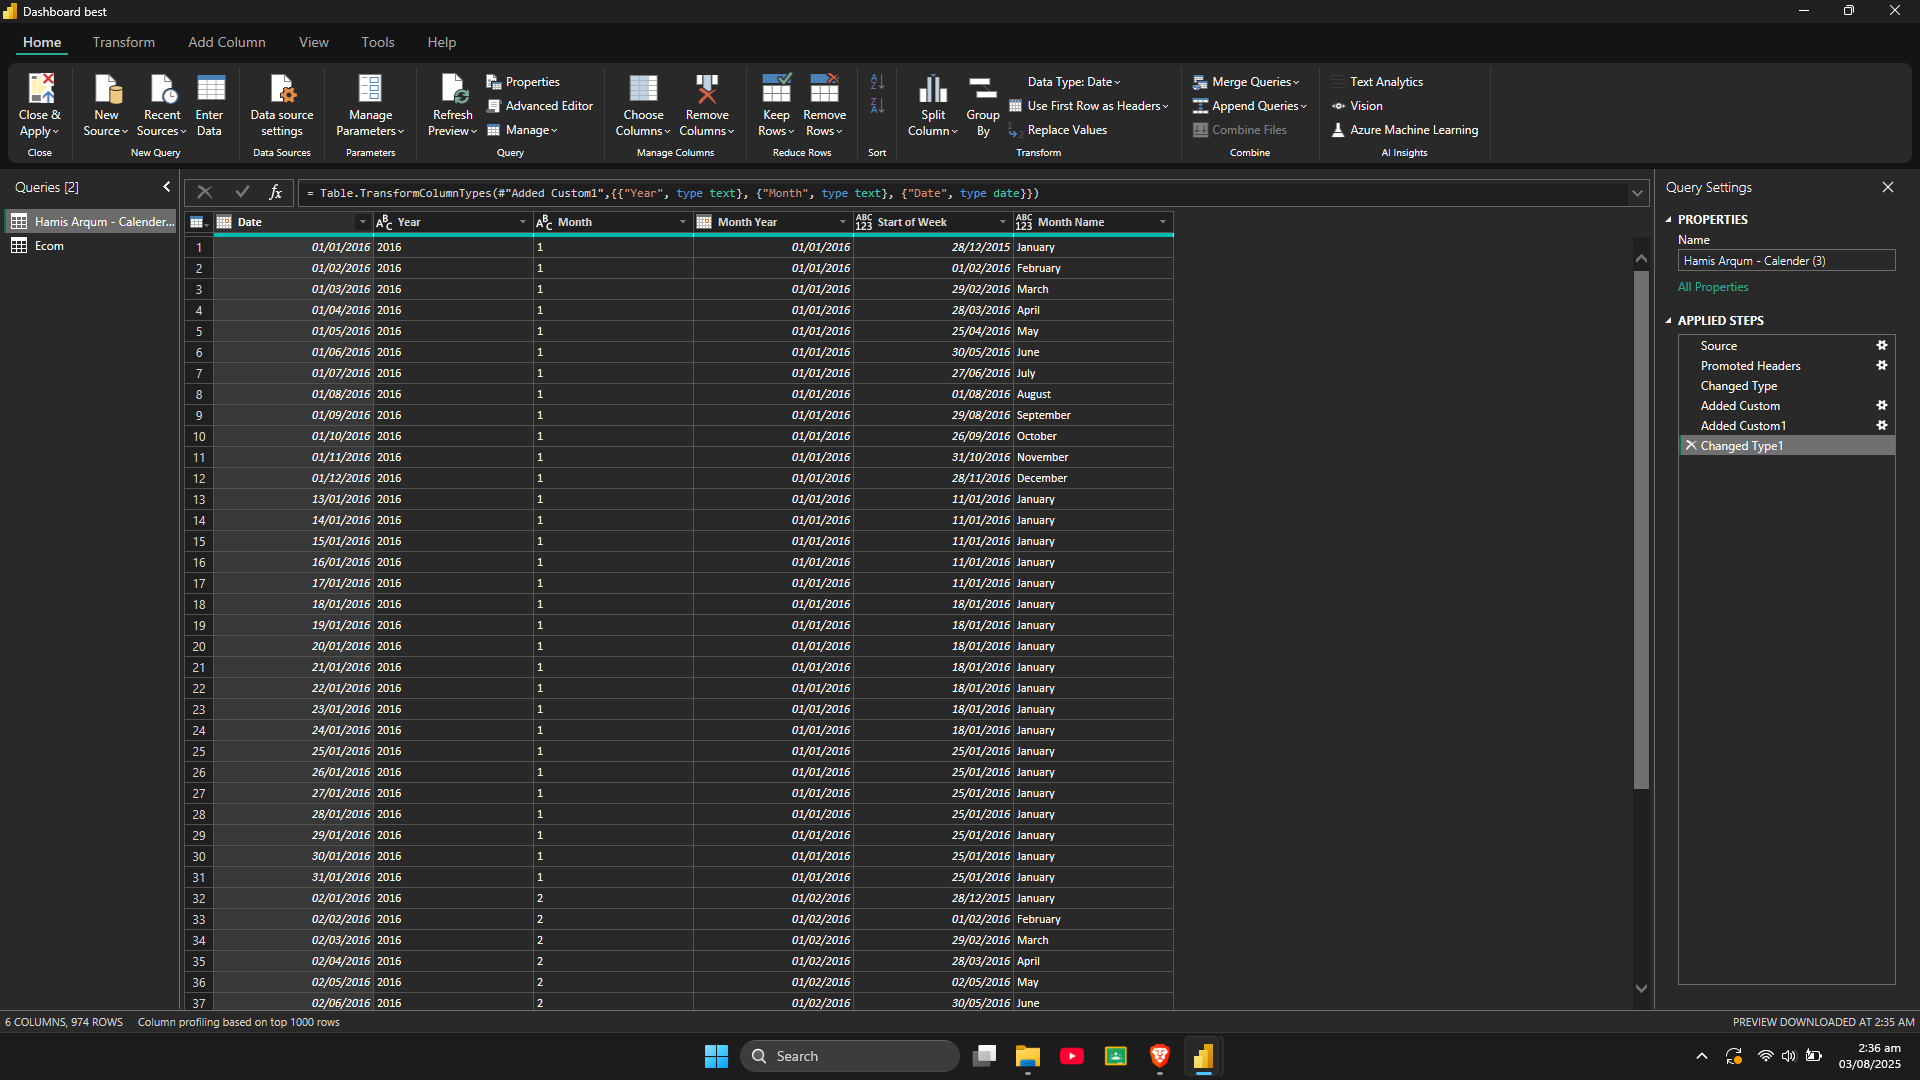 Dashboard best
Home Transform Add Column View Tools Help
Close & Apply
Close
New Source
Recent Sources
Enter Data
New Query
Data source settings
Data Sources
Manage Parameters
Parameters
Refresh Preview
Properties
Advanced Editor
Manage
Query
Choose Columns
Remove Columns
Manage Columns
Keep Rows
Remove Rows
Reduce Rows
Sort
Split Column
Group By
Data Type: Date
Use First Row as Headers
Replace Values
Transform
Merge Queries
Append Queries
Combine Files
Combine
Text Analytics
Vision
Azure Machine Learning
AI Insights
Queries [2]
Hamis Arqum - Calender...
Ecom
fx = Table.TransformColumnTypes(#"Added Custom1",{{"Year", type text}, {"Month", type text}, {"Date", type date}})
Date Year Month Month Year Start of Week Month Name
1 01/01/2016 2016 1 01/01/2016 28/12/2015 January
2 01/02/2016 2016 1 01/01/2016 01/02/2016 February
3 01/03/2016 2016 1 01/01/2016 29/02/2016 March
4 01/04/2016 2016 1 01/01/2016 28/03/2016 April
5 01/05/2016 2016 1 01/01/2016 25/04/2016 May
6 01/06/2016 2016 1 01/01/2016 30/05/2016 June
7 01/07/2016 2016 1 01/01/2016 27/06/2016 July
8 01/08/2016 2016 1 01/01/2016 01/08/2016 August
9 01/09/2016 2016 1 01/01/2016 29/08/2016 September
10 01/10/2016 2016 1 01/01/2016 26/09/2016 October
11 01/11/2016 2016 1 01/01/2016 31/10/2016 November
12 01/12/2016 2016 1 01/01/2016 28/11/2016 December
13 13/01/2016 2016 1 01/01/2016 11/01/2016 January
14 14/01/2016 2016 1 01/01/2016 11/01/2016 January
15 15/01/2016 2016 1 01/01/2016 11/01/2016 January
16 16/01/2016 2016 1 01/01/2016 11/01/2016 January
17 17/01/2016 2016 1 01/01/2016 11/01/2016 January
18 18/01/2016 2016 1 01/01/2016 18/01/2016 January
19 19/01/2016 2016 1 01/01/2016 18/01/2016 January
20 20/01/2016 2016 1 01/01/2016 18/01/2016 January
21 21/01/2016 2016 1 01/01/2016 18/01/2016 January
22 22/01/2016 2016 1 01/01/2016 18/01/2016 January
23 23/01/2016 2016 1 01/01/2016 18/01/2016 January
24 24/01/2016 2016 1 01/01/2016 18/01/2016 January
25 25/01/2016 2016 1 01/01/2016 25/01/2016 January
26 26/01/2016 2016 1 01/01/2016 25/01/2016 January
27 27/01/2016 2016 1 01/01/2016 25/01/2016 January
28 28/01/2016 2016 1 01/01/2016 25/01/2016 January
29 29/01/2016 2016 1 01/01/2016 25/01/2016 January
30 30/01/2016 2016 1 01/01/2016 25/01/2016 January
31 31/01/2016 2016 1 01/01/2016 25/01/2016 January
32 02/01/2016 2016 2 01/02/2016 28/12/2015 January
33 02/02/2016 2016 2 01/02/2016 01/02/2016 February
34 02/03/2016 2016 2 01/02/2016 29/02/2016 March
35 02/04/2016 2016 2 01/02/2016 28/03/2016 April
36 02/05/2016 2016 2 01/02/2016 02/05/2016 May
37 02/06/2016 2016 2 01/02/2016 30/05/2016 June
Query Settings
PROPERTIES
Name
Hamis Arqum - Calender (3)
All Properties
APPLIED STEPS
Source
Promoted Headers
Changed Type
Added Custom
Added Custom1
Changed Type1
6 COLUMNS, 974 ROWS Column profiling based on top 1000 rows
PREVIEW DOWNLOADED AT 2:35 AM
Search
2:36 am
03/08/2025